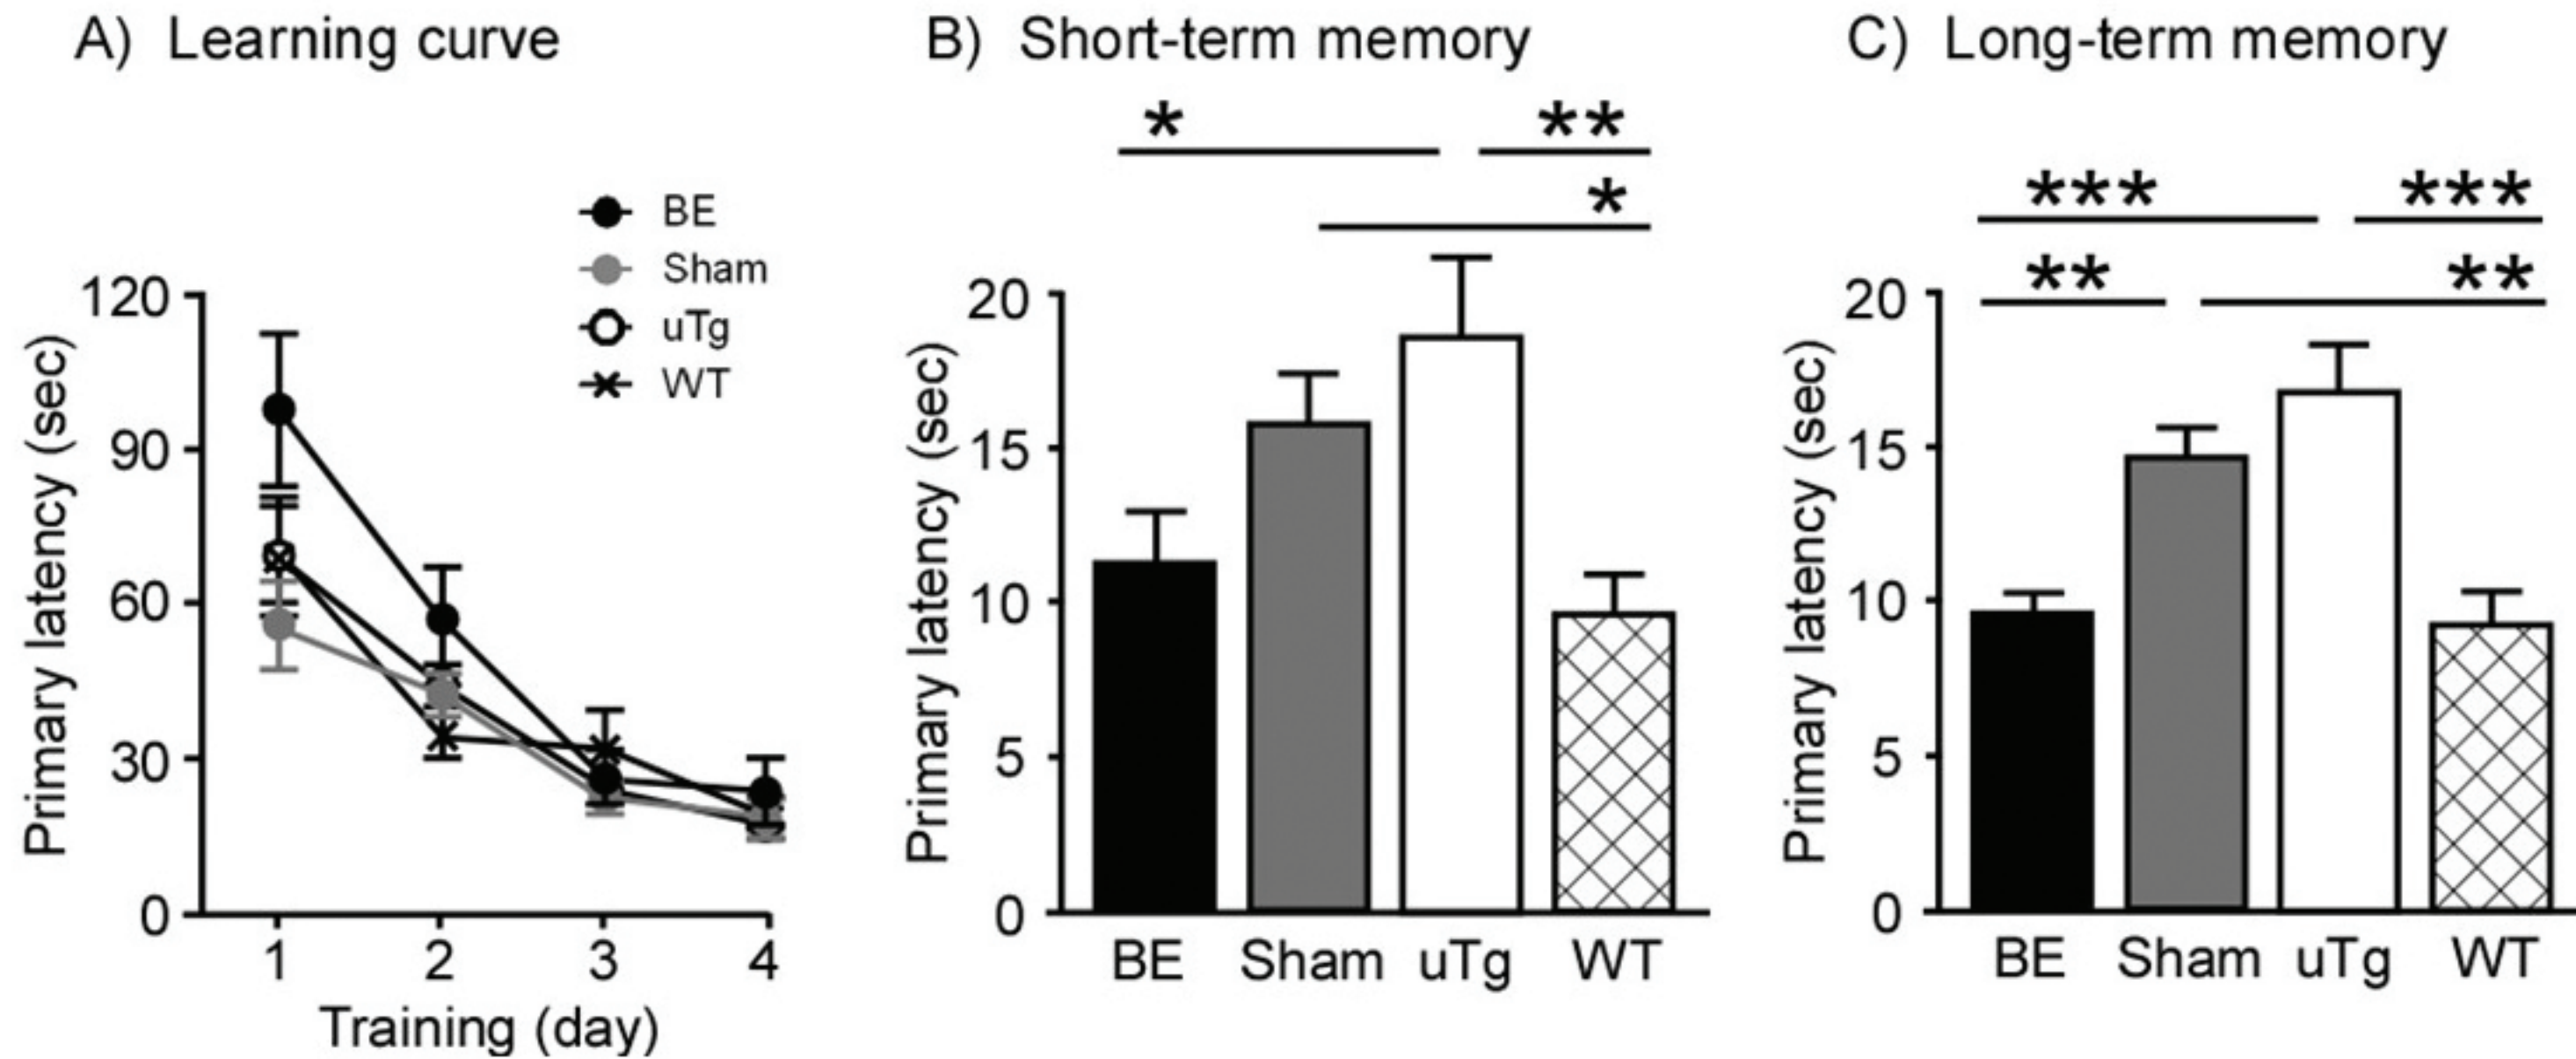 A) Learning curve
BE
Sham
uTg
WT
120
90
60
30
0
Primary latency (sec)
1 2 3 4
Training (day)
B) Short-term memory
* **
*
20
15
10
5
0
Primary latency (sec)
BE Sham uTg WT
C) Long-term memory
*** ***
** **
20
15
10
5
0
Primary latency (sec)
BE Sham uTg WT